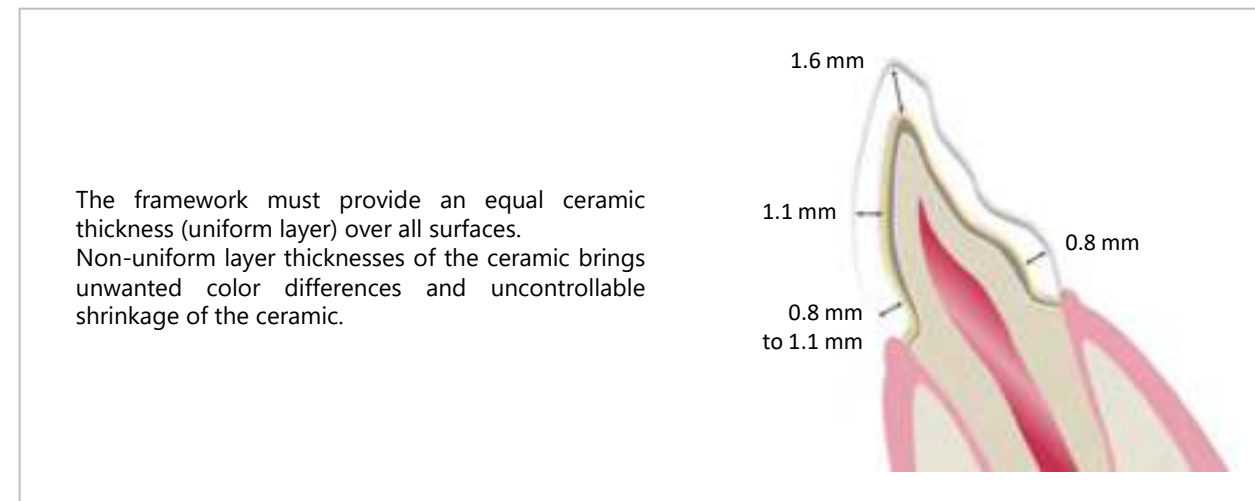 The framework must provide an equal ceramic
thickness (uniform layer) over all surfaces.
Non-uniform layer thicknesses of the ceramic brings
unwanted color differences and uncontrollable
shrinkage of the ceramic.
1.6 mm
1.1 mm
0.8 mm
0.8 mm
to 1.1 mm